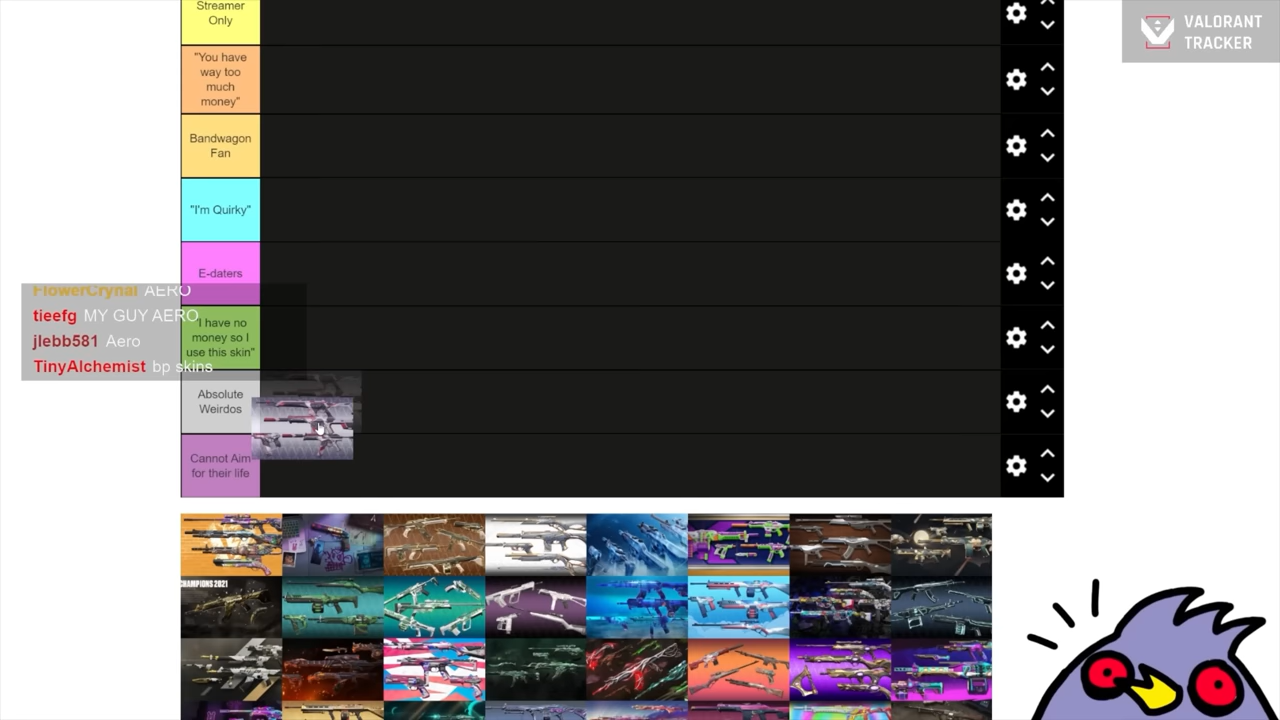 Streamer
Only
VALORANT
TRACKER
"You have
way too
much
money"
Bandwagon
Fan
"I'm Quirky"
E-daters
FlowerCrynal AERO
tieefg MY GUY AERO
jlebb581 Aero
TinyAlchemist bp skins
"I have no
money so I
use this skin"
Absolute
Weirdos
Cannot Aim
for their life
CHAMPIONS 2021